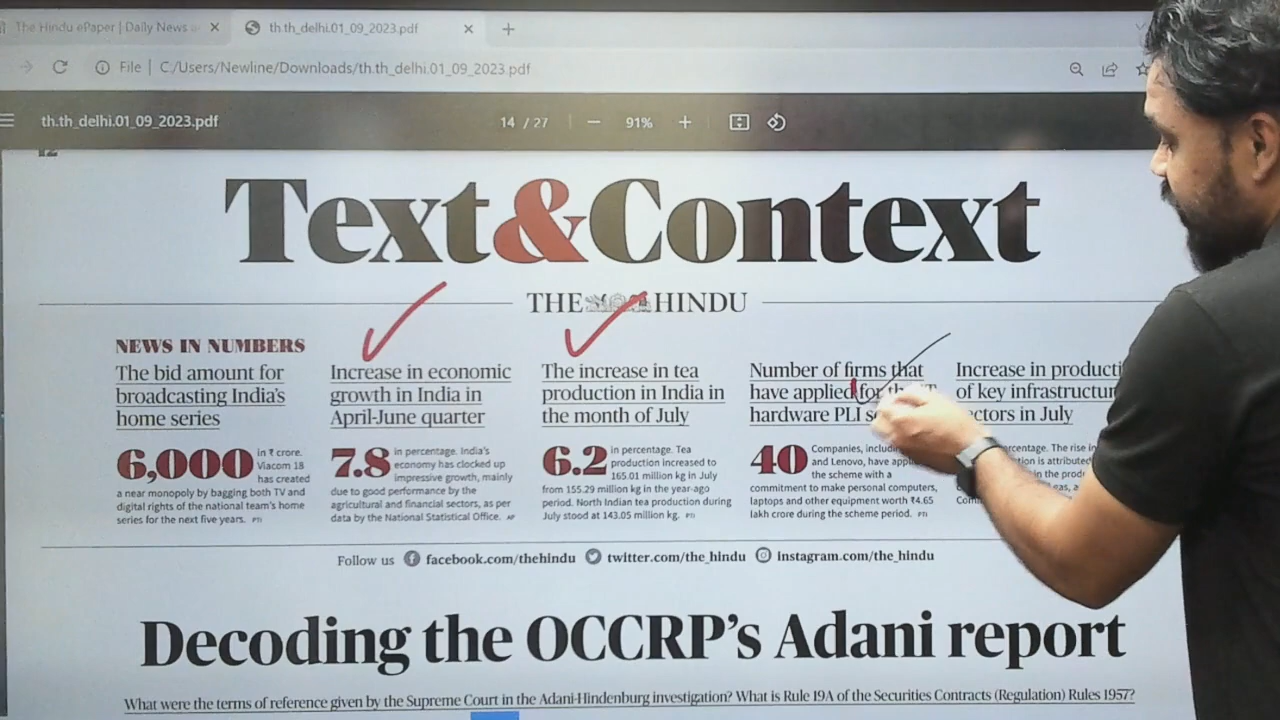 The Hindu ePaper | Daily News
th.th_delhi.01_09_2023.pdf
File | C:/Users/Newline/Downloads/th.th_delhi.01_09_2023.pdf
th.th_delhi.01_09_2023.pdf
14 / 27
91%
12
Text&Context
THE HINDU
NEWS IN NUMBERS
The bid amount for
broadcasting India's
home series
6,000 in ₹ crore.
Viacom 18
has created
a near monopoly by bagging both TV and
digital rights of the national team's home
series for the next five years. PTI
Increase in economic
growth in India in
April-June quarter
7.8 in percentage. India's
economy has clocked up
impressive growth, mainly
due to good performance by the
agricultural and financial sectors, as per
data by the National Statistical Office. AP
The increase in tea
production in India in
the month of July
6.2 in percentage. Tea
production increased to
165.01 million kg in July
from 155.29 million kg in the year-ago
period. North Indian tea production during
July stood at 143.05 million kg. PTI
Number of firms that
have applied for
hardware PLI
40 Companies,
and Lenovo, have
the scheme with a
commitment to make personal computers,
laptops and other equipment worth ₹4.65
lakh crore during the scheme period. PTI
Increase in
of key
in July
The rise in
is attributed
in the
Follow us facebook.com/thehindu twitter.com/the_hindu instagram.com/the_hindu
Decoding the OCCRP's Adani report
What were the terms of reference given by the Supreme Court in the Adani-Hindenburg investigation? What is Rule 19A of the Securities Contracts (Regulation) Rules 1957?